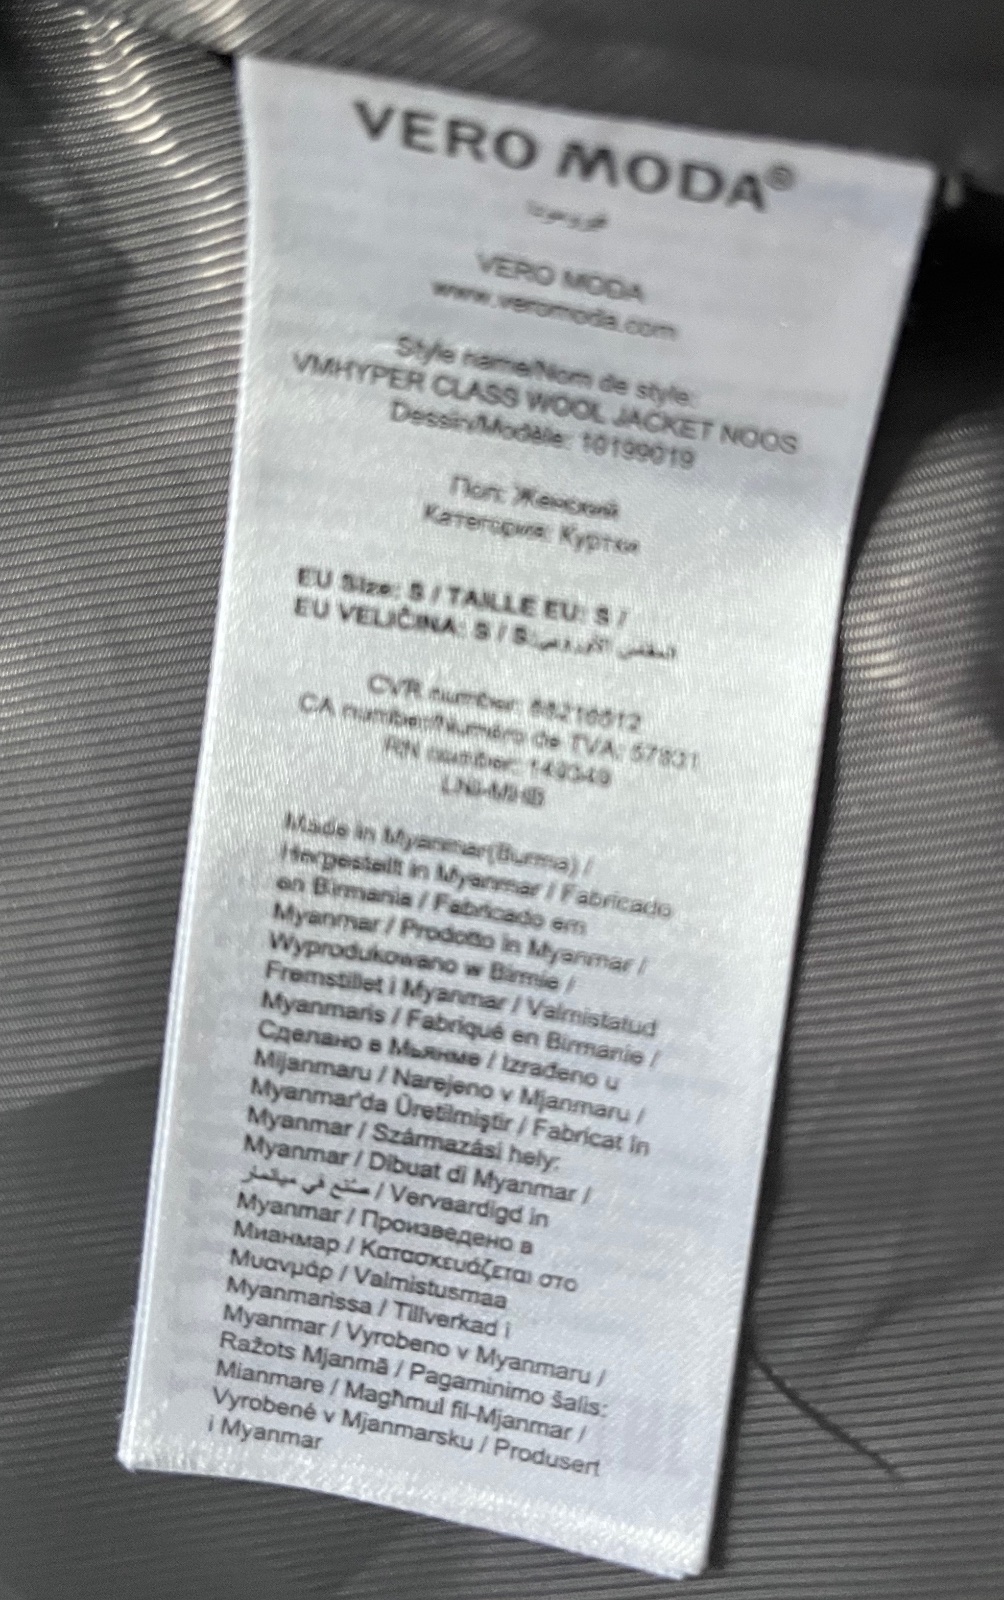 VERO MODA®
فيرومودا
VERO MODA
www.veromoda.com
Style name/Nom de style:
VMHYPER CLASS WOOL JACKET NOOS
Dessin/Modèle: 10199019
Пол: Женский
Категория: Куртки
EU Size: S / TAILLE EU: S /
EU VELIČINA: S / S:المقاس الأوروبي
CVR number:
CA number/Numéro de TVA: 57831
RN number:
Made in Myanmar(Burma) /
Hergestellt in Myanmar / Fabricado
en Birmania / Fabricado em
Myanmar / Prodotto in Myanmar /
Wyprodukowano w Birmie /
Fremstillet i Myanmar / Valmistatud
Myanmaris / Fabriqué en Birmanie /
Сделано в Мьянме / Izrađeno u
Mijanmaru / Narejeno v Mjanmaru /
Myanmar'da Üretilmiştir / Fabricat în
Myanmar / Származási hely:
Myanmar / Dibuat di Myanmar /
صنع في ميانمار / Vervaardigd in
Myanmar / Произведено в
Мианмар / Κατασκευάζεται στο
Μυανμάρ / Valmistusmaa
Myanmarissa / Tillverkad i
Myanmar / Vyrobeno v Myanmaru /
Ražots Mjanmā / Pagaminimo šalis:
Mianmare / Magħmul fil-Mjanmar /
Vyrobené v Mjanmarsku / Produsert
i Myanmar